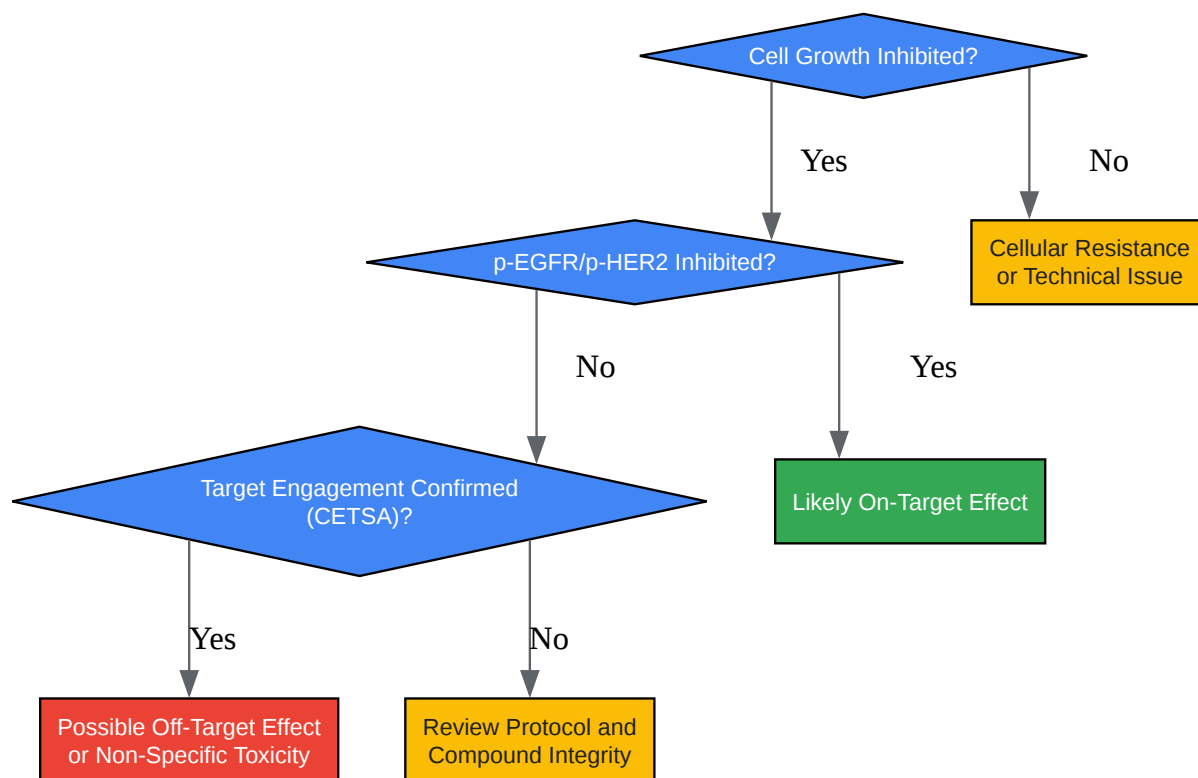 Cell Growth Inhibited?
Yes
No
p-EGFR/p-HER2 Inhibited?
Cellular Resistance
or Technical Issue
No
Yes
Target Engagement Confirmed
(CETSA)?
Likely On-Target Effect
Yes
No
Possible Off-Target Effect
or Non-Specific Toxicity
Review Protocol and
Compound Integrity